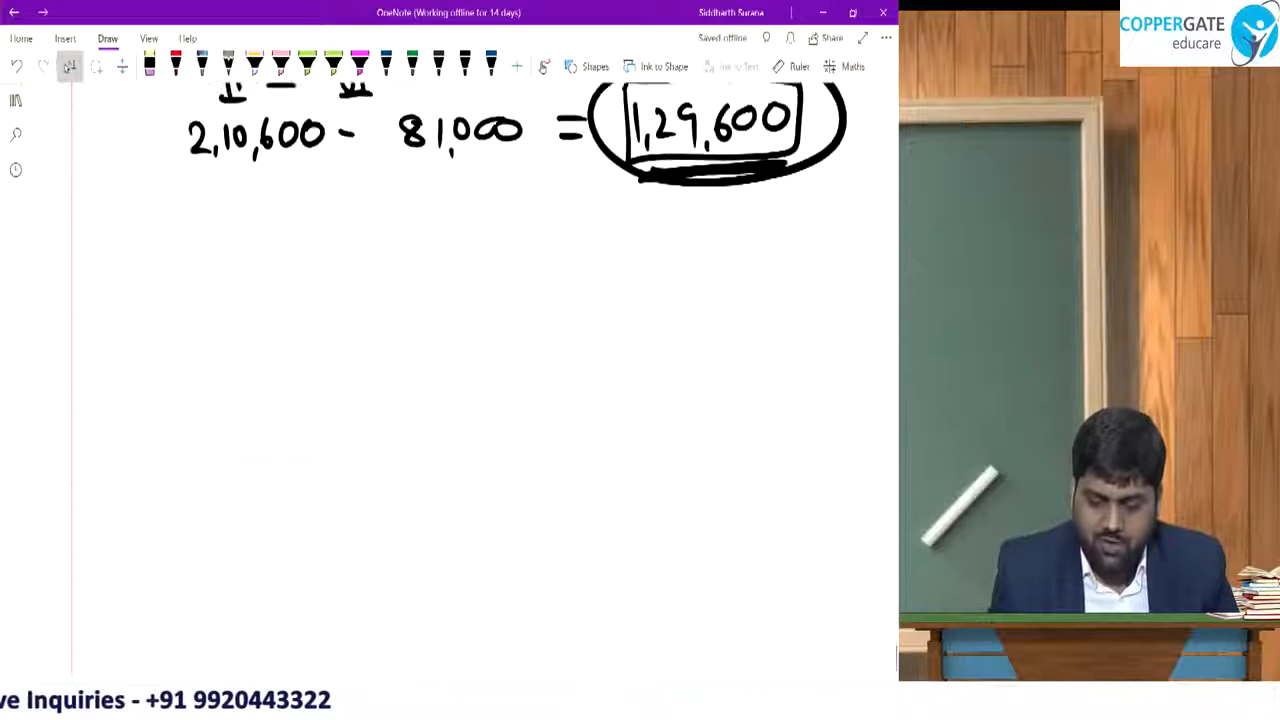 OneNote (Working offline for 14 days)
Siddharth Surana
COPPERGATE
educare
Home Insert Draw View Help
Saved offline
Share
Shapes
Ink to Shape
Ink to Text
Ruler
Maths
2,10,600 - 81,000 = 1,29,600
ve Inquiries - +91 9920443322